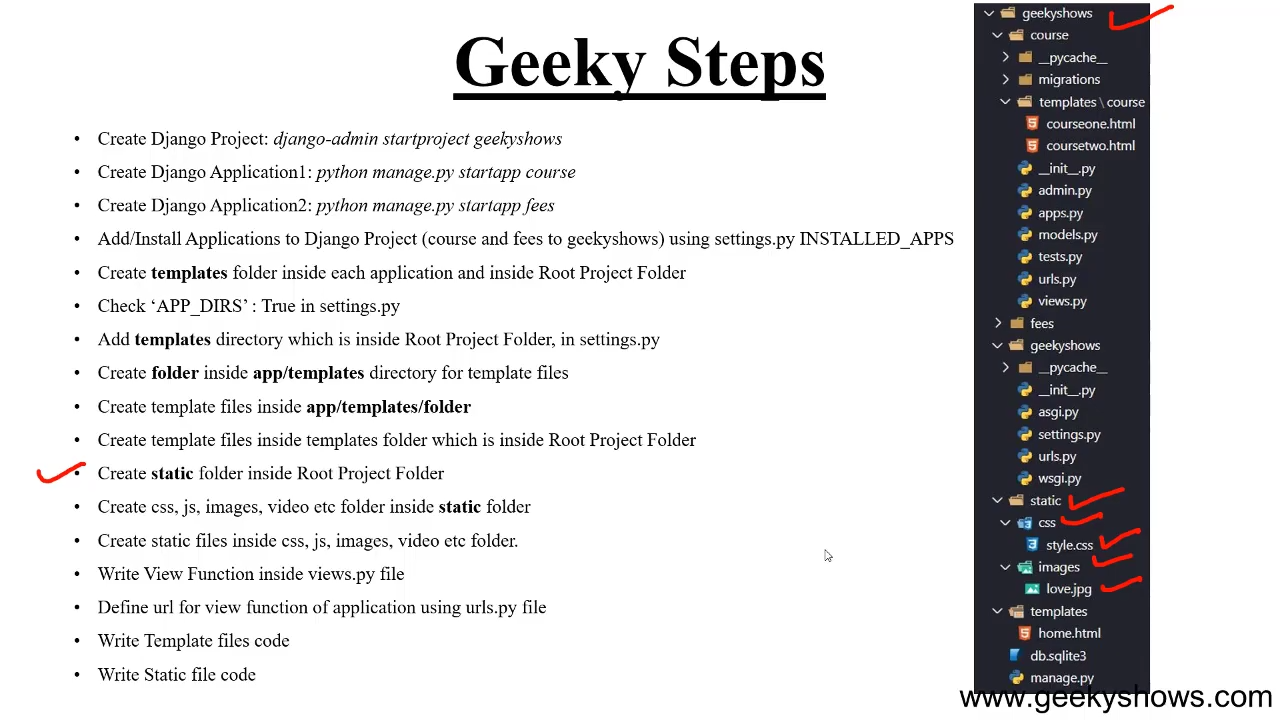 Geeky Steps
• Create Django Project: django-admin startproject geekyshows
• Create Django Application1: python manage.py startapp course
• Create Django Application2: python manage.py startapp fees
• Add/Install Applications to Django Project (course and fees to geekyshows) using settings.py INSTALLED_APPS
• Create templates folder inside each application and inside Root Project Folder
• Check ‘APP_DIRS’ : True in settings.py
• Add templates directory which is inside Root Project Folder, in settings.py
• Create folder inside app/templates directory for template files
• Create template files inside app/templates/folder
• Create template files inside templates folder which is inside Root Project Folder
• Create static folder inside Root Project Folder
• Create css, js, images, video etc folder inside static folder
• Create static files inside css, js, images, video etc folder.
• Write View Function inside views.py file
• Define url for view function of application using urls.py file
• Write Template files code
• Write Static file code
geekyshows
course
__pycache__
migrations
templates \ course
courseone.html
coursetwo.html
__init__.py
admin.py
apps.py
models.py
tests.py
urls.py
views.py
fees
geekyshows
__pycache__
__init__.py
asgi.py
settings.py
urls.py
wsgi.py
static
css
style.css
images
love.jpg
templates
home.html
db.sqlite3
manage.py
www.geekyshows.com